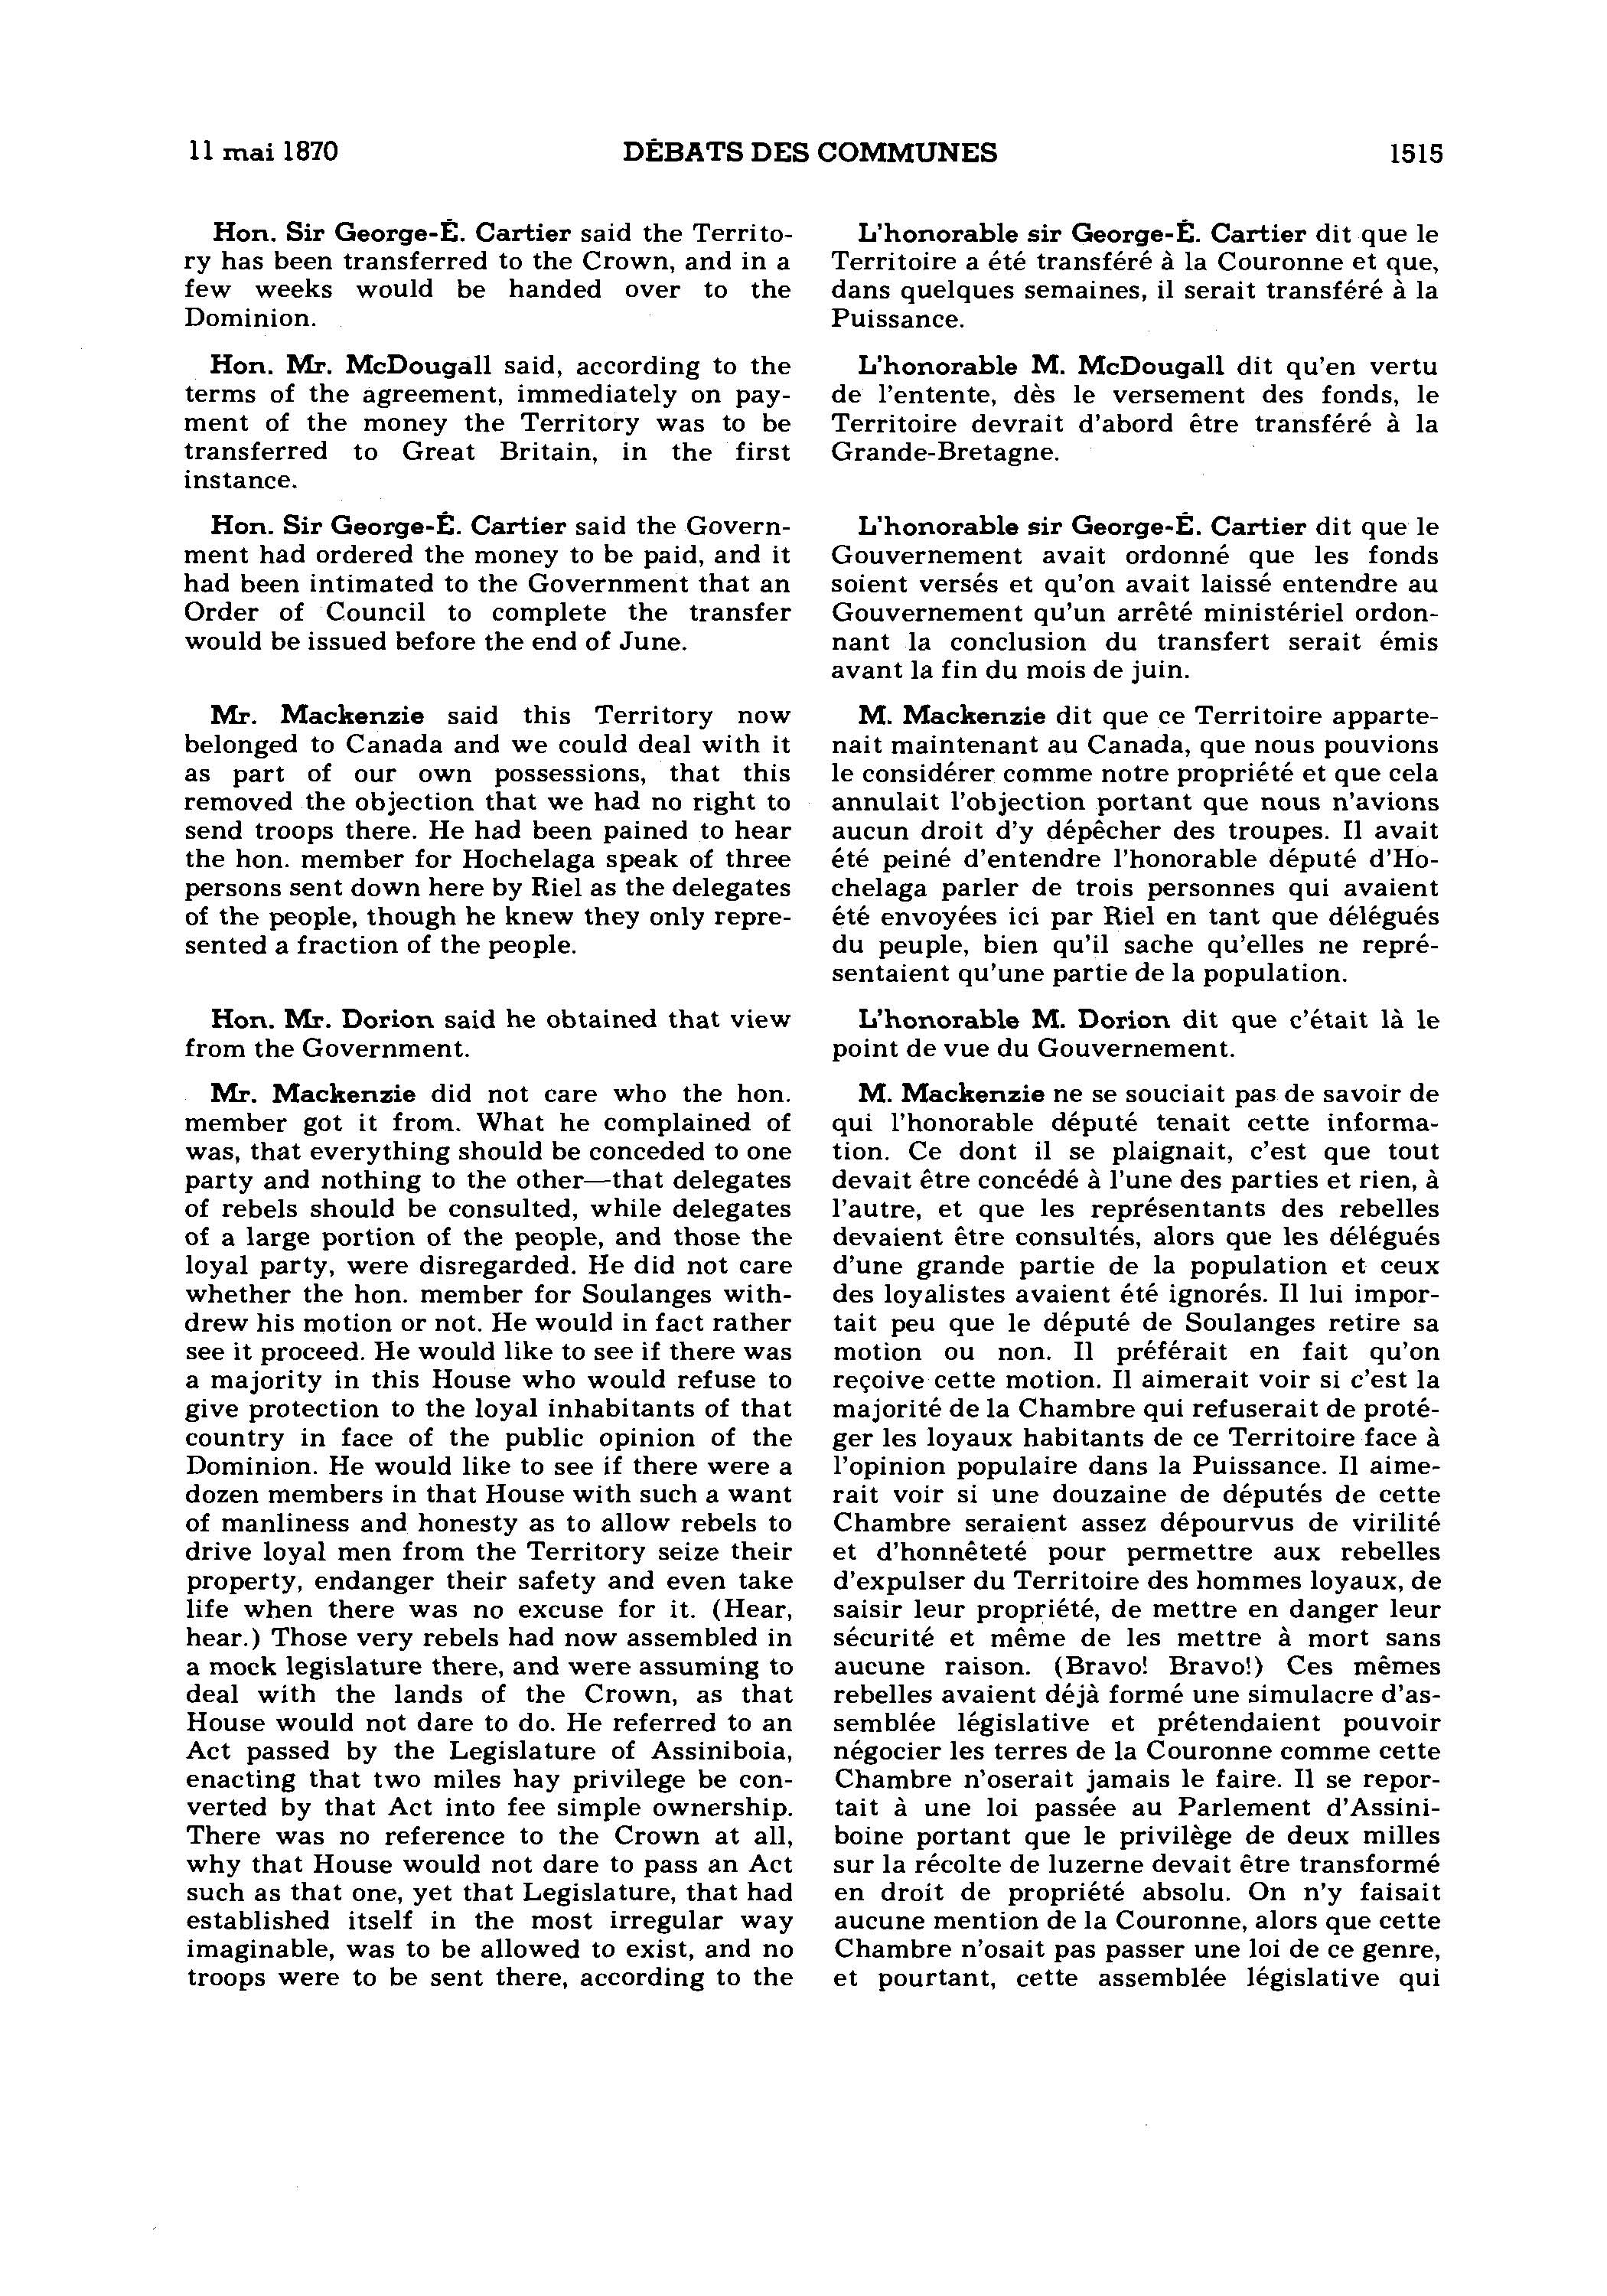 11 mai 1870 DÉBATS DES COMMUNES 1515
Hon. Sir George-É. Cartier said the Territo-
ry has been transferred to the Crown, and in a
few weeks would be handed over to the
Dominion.
Hon. Mr. McDougall said, according to the
terms of the agreement, immediately on pay-
ment of the money the Territory was to be
transferred to Great Britain, in the first
instance.
Hon. Sir George-É. Cartier said the Govern-
ment had ordered the money to be paid, and it
had been intimated to the Government that an
Order of Council to complete the transfer
would be issued before the end of June.
Mr. Mackenzie said this Territory now
belonged to Canada and we could deal with it
as part of our own possessions, that this
removed the objection that we had no right to
send troops there. He had been pained to hear
the hon. member for Hochelaga speak of three
persons sent down here by Riel as the delegates
of the people, though he knew they only repre-
sented a fraction of the people.
Hon. Mr. Dorion said he obtained that view
from the Government.
Mr. Mackenzie did not care who the hon.
member got it from. What he complained of
was, that everything should be conceded to one
party and nothing to the other—that delegates
of rebels should be consulted, while delegates
of a large portion of the people, and those the
loyal party, were disregarded. He did not care
whether the hon. member for Soulanges with-
drew his motion or not. He would in fact rather
see it proceed. He would like to see if there was
a majority in this House who would refuse to
give protection to the loyal inhabitants of that
country in face of the public opinion of the
Dominion. He would like to see if there were a
dozen members in that House with such a want
of manliness and honesty as to allow rebels to
drive loyal men from the Territory seize their
property, endanger their safety and even take
life when there was no excuse for it. (Hear,
hear.) Those very rebels had now assembled in
a mock legislature there, and were assuming to
deal with the lands of the Crown, as that
House would not dare to do. He referred to an
Act passed by the Legislature of Assiniboia,
enacting that two miles hay privilege be con-
verted by that Act into fee simple ownership.
There was no reference to the Crown at all,
why that House would not dare to pass an Act
such as that one, yet that Legislature, that had
established itself in the most irregular way
imaginable, was to be allowed to exist, and no
troops were to be sent there, according to the
L'honorable sir George-É. Cartier dit que le
Territoire a été transféré à la Couronne et que,
dans quelques semaines, il serait transféré à la
Puissance.
L'honorable M. McDougall dit qu'en vertu
de l'entente, dès le versement des fonds, le
Territoire devrait d'abord être transféré à la
Grande-Bretagne.
L'honorable sir George-É. Cartier dit que le
Gouvernement avait ordonné que les fonds
soient versés et qu'on avait laissé entendre au
Gouvernement qu'un arrêté ministériel ordon-
nant la conclusion du transfert serait émis
avant la fin du mois de juin.
M. Mackenzie dit que ce Territoire apparte-
nait maintenant au Canada, que nous pouvions
le considérer comme notre propriété et que cela
annulait l'objection portant que nous n'avions
aucun droit d'y dépêcher des troupes. Il avait
été peiné d'entendre l'honorable député d'Ho-
chelaga parler de trois personnes qui avaient
été envoyées ici par Riel en tant que délégués
du peuple, bien qu'il sache qu'elles ne repré-
sentaient qu'une partie de la population.
L'honorable M. Dorion dit que c'était là le
point de vue du Gouvernement.
M. Mackenzie ne se souciait pas de savoir de
qui l'honorable député tenait cette informa-
tion. Ce dont il se plaignait, c'est que tout
devait être concédé à l'une des parties et rien, à
l'autre, et que les représentants des rebelles
devaient être consultés, alors que les délégués
d'une grande partie de la population et ceux
des loyalistes avaient été ignorés. Il lui impor-
tait peu que le député de Soulanges retire sa
motion ou non. Il préférait en fait qu'on
reçoive cette motion. Il aimerait voir si c'est la
majorité de la Chambre qui refuserait de proté-
ger les loyaux habitants de ce Territoire face à
l'opinion populaire dans la Puissance. Il aime-
rait voir si une douzaine de députés de cette
Chambre seraient assez dépourvus de virilité
et d'honnêteté pour permettre aux rebelles
d'expulser du Territoire des hommes loyaux, de
saisir leur propriété, de mettre en danger leur
sécurité et même de les mettre à mort sans
aucune raison. (Bravo! Bravo!) Ces mêmes
rebelles avaient déjà formé une simulacre d'as-
semblée législative et prétendaient pouvoir
négocier les terres de la Couronne comme cette
Chambre n'oserait jamais le faire. Il se repor-
tait à une loi passée au Parlement d'Assini-
boine portant que le privilège de deux milles
sur la récolte de luzerne devait être transformé
en droit de propriété absolu. On n'y faisait
aucune mention de la Couronne, alors que cette
Chambre n'osait pas passer une loi de ce genre,
et pourtant, cette assemblée législative qui